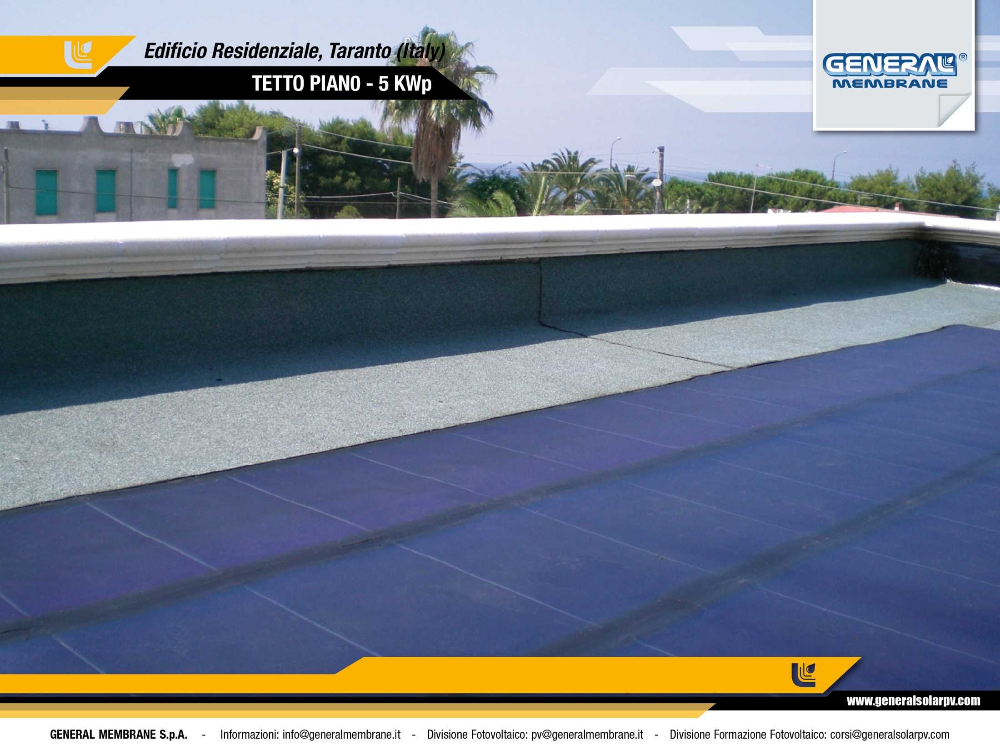 Edificio Residenziale, Taranto (Italy)
TETTO PIANO - 5 KWp
GENERAL®
MEMBRANE
www.generalsolarpv.com
GENERAL MEMBRANE S.p.A. - Informazioni: info@generalmembrane.it - Divisione Fotovoltaico: pv@generalmembrane.it - Divisione Formazione Fotovoltaico: corsi@generalsolarpv.com